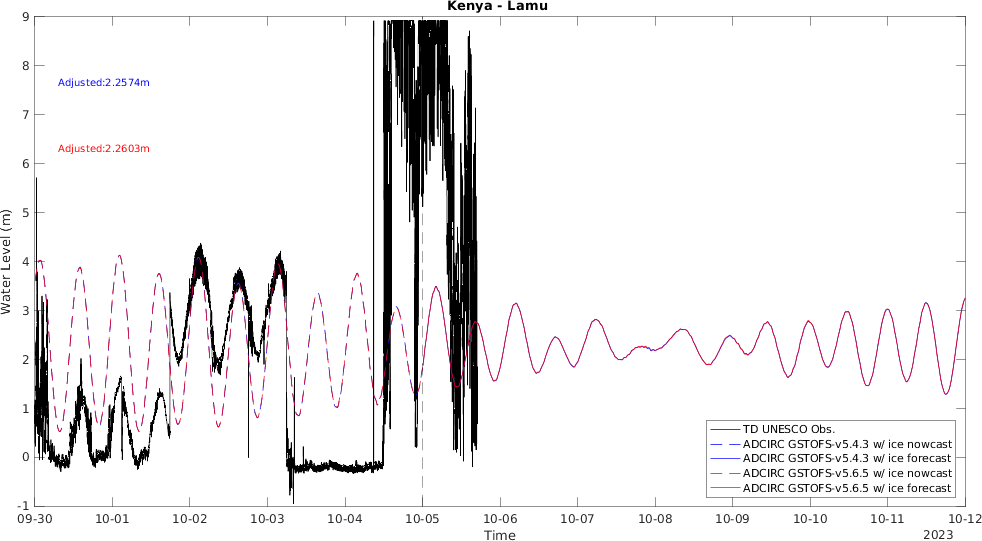 Kenya - Lamu
9
8
7
6
5
4
3
2
1
0
-1
Water Level (m)
Adjusted:2.2574m
Adjusted:2.2603m
TD UNESCO Obs.
ADCIRC GSTOFS-v5.4.3 w/ ice nowcast
ADCIRC GSTOFS-v5.4.3 w/ ice forecast
ADCIRC GSTOFS-v5.6.5 w/ ice nowcast
ADCIRC GSTOFS-v5.6.5 w/ ice forecast
09-30 10-01 10-02 10-03 10-04 10-05 10-06 10-07 10-08 10-09 10-10 10-11 10-12
Time
2023